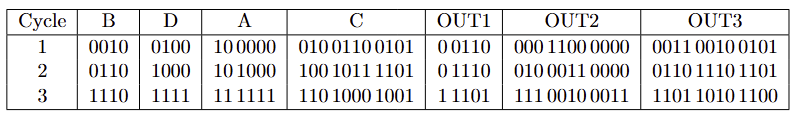 Cycle B D A C OUT1 OUT2 OUT3
1 0010 0100 10 0000 010 0110 0101 0 0110 000 1100 0000 0011 0010 0101
2 0110 1000 10 1000 100 1011 1101 0 1110 010 0011 0000 0110 1110 1101
3 1110 1111 11 1111 110 1000 1001 1 1101 111 0010 0011 1101 1010 1100